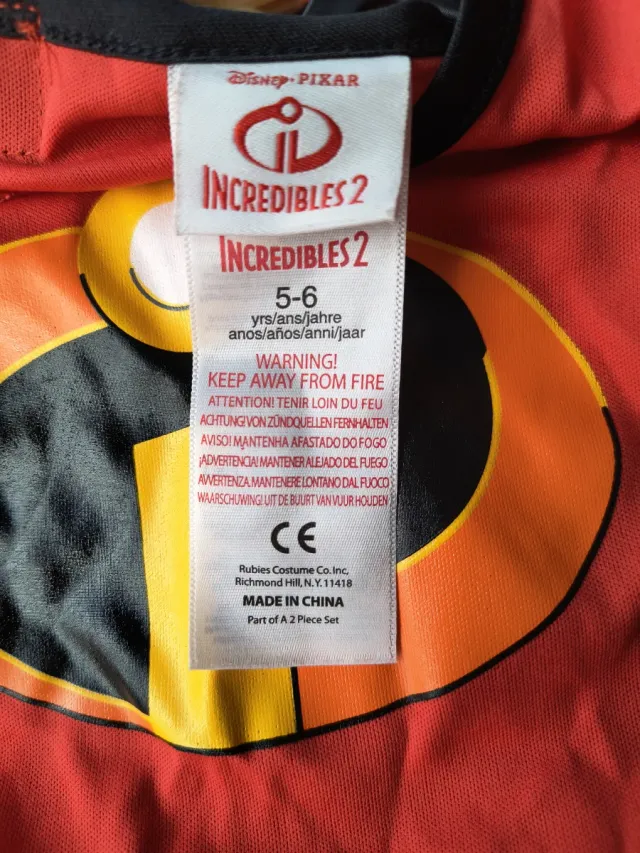 Disney · PIXAR
INCREDIBLES 2
INCREDIBLES 2
5-6
yrs/ans/jahre
anos/años/anni/jaar
WARNING!
KEEP AWAY FROM FIRE
ATTENTION! TENIR LOIN DU FEU
ACHTUNG! VON ZÜNDQUELLEN FERNHALTEN
AVISO! MANTENHA AFASTADO DO FOGO
¡ADVERTENCIA! MANTENER ALEJADO DEL FUEGO
AVVERTENZA. MANTENERE LONTANO DAL FUOCO
WAARSCHUWING! UIT DE BUURT VAN VUUR HOUDEN
CE
Rubies Costume Co. Inc,
Richmond Hill, N.Y. 11418
MADE IN CHINA
Part of A 2 Piece Set